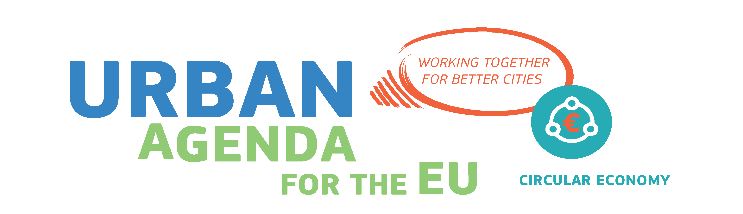 URBAN
AGENDA
FOR THE EU
WORKING TOGETHER
FOR BETTER CITIES
€
CIRCULAR ECONOMY